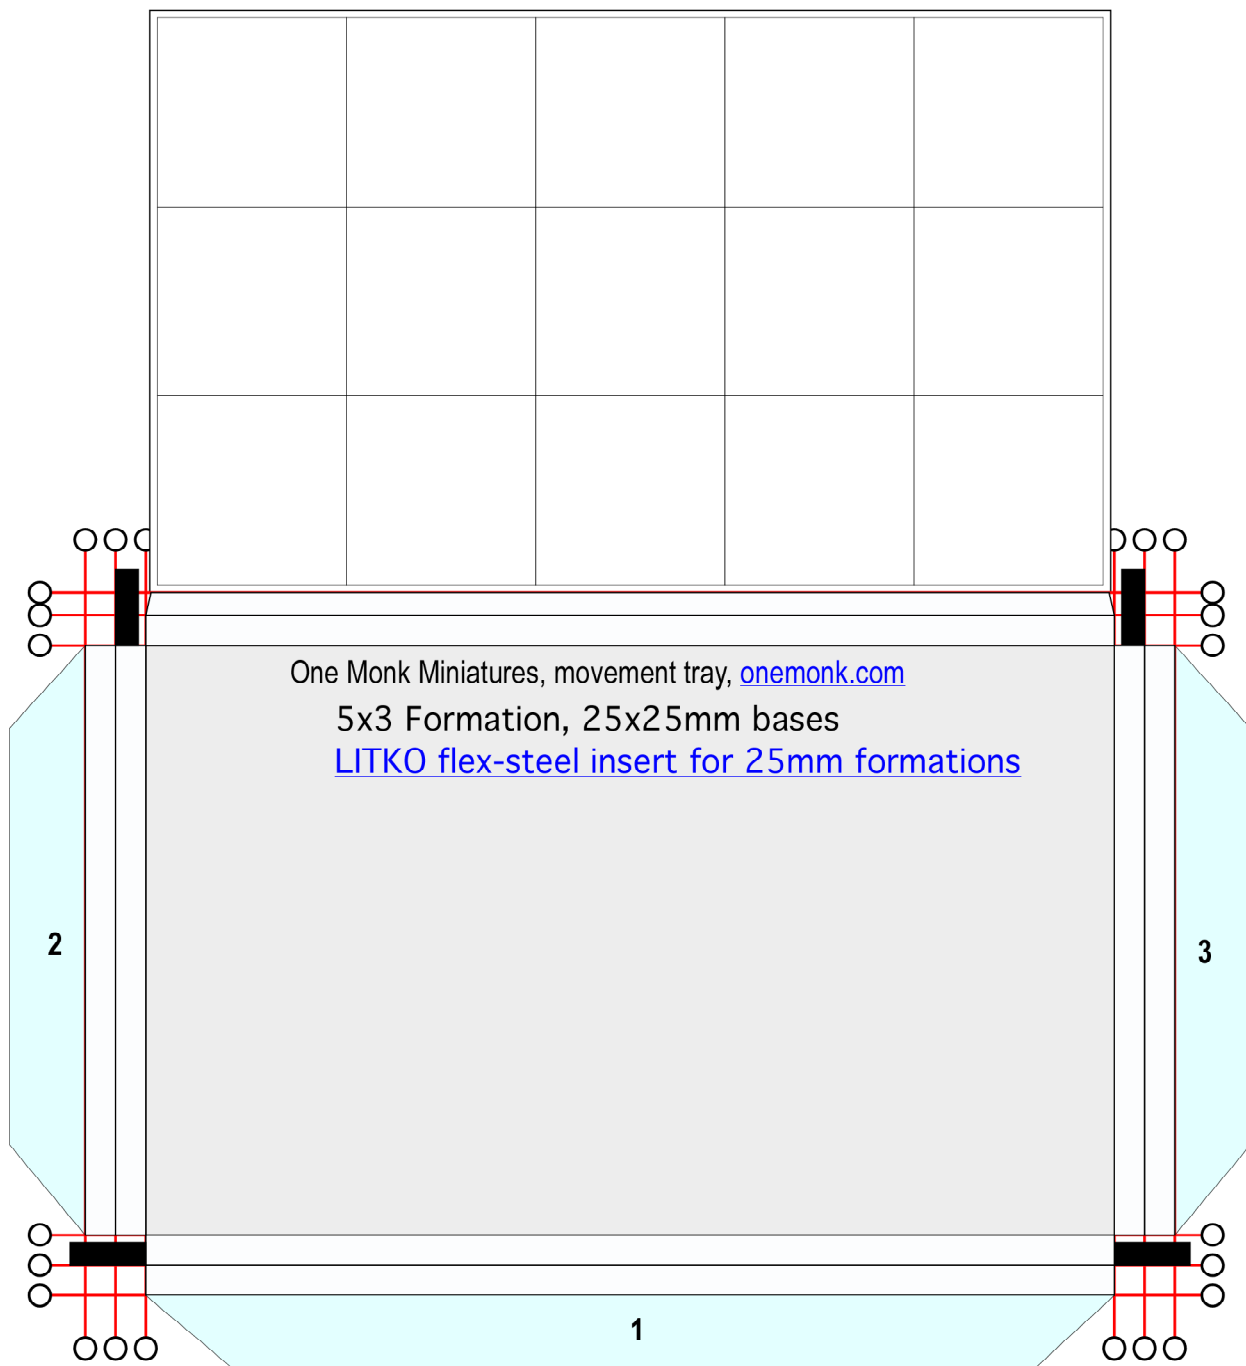 One Monk Miniatures, movement tray, onemonk.com
5x3 Formation, 25x25mm bases
LITKO flex-steel insert for 25mm formations
2
3
1